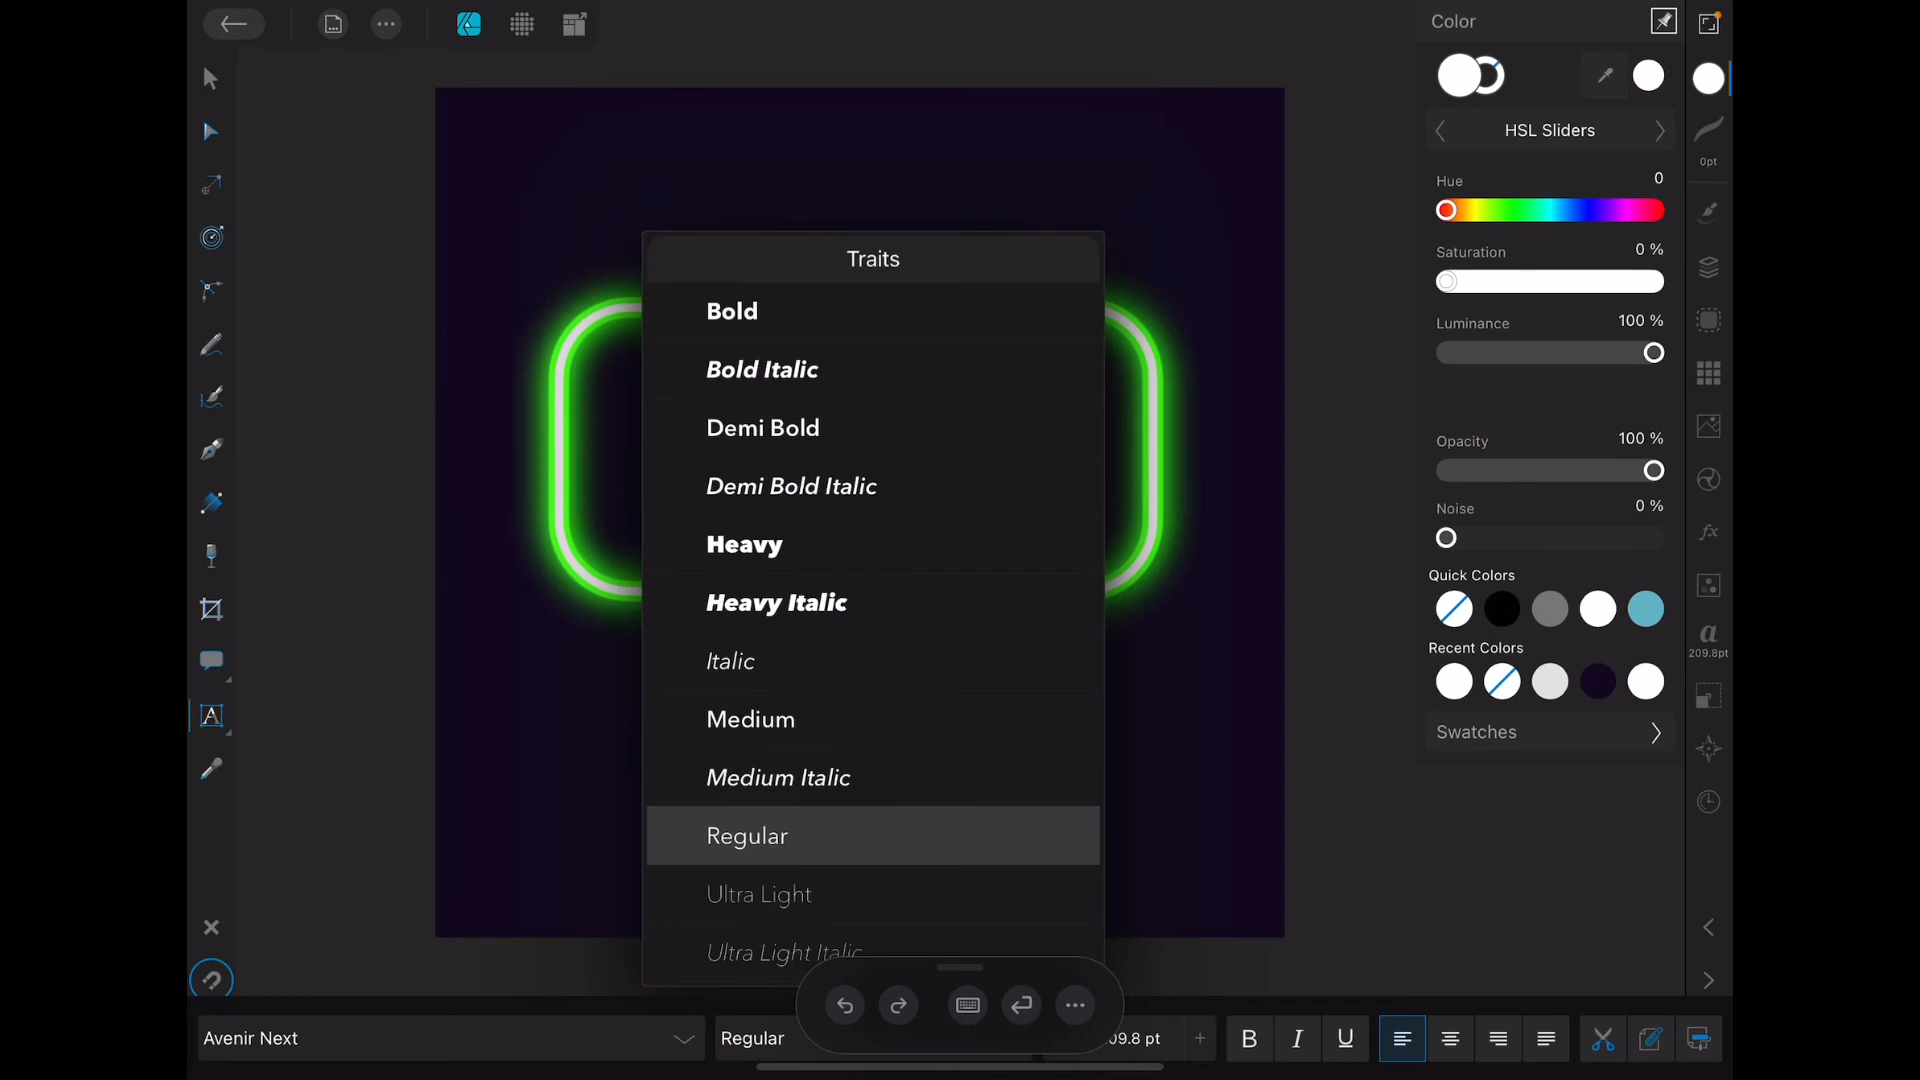 Color
HSL Sliders
0pt
Hue 0
Saturation 0 %
Luminance 100 %
Opacity 100 %
Noise 0 %
Quick Colors
Recent Colors
a
209.8pt
Swatches
fx
Traits
Bold
Bold Italic
Demi Bold
Demi Bold Italic
Heavy
Heavy Italic
Italic
Medium
Medium Italic
Regular
Ultra Light
Ultra Light Italic
A
Avenir Next
Regular
09.8 pt
+
B I U